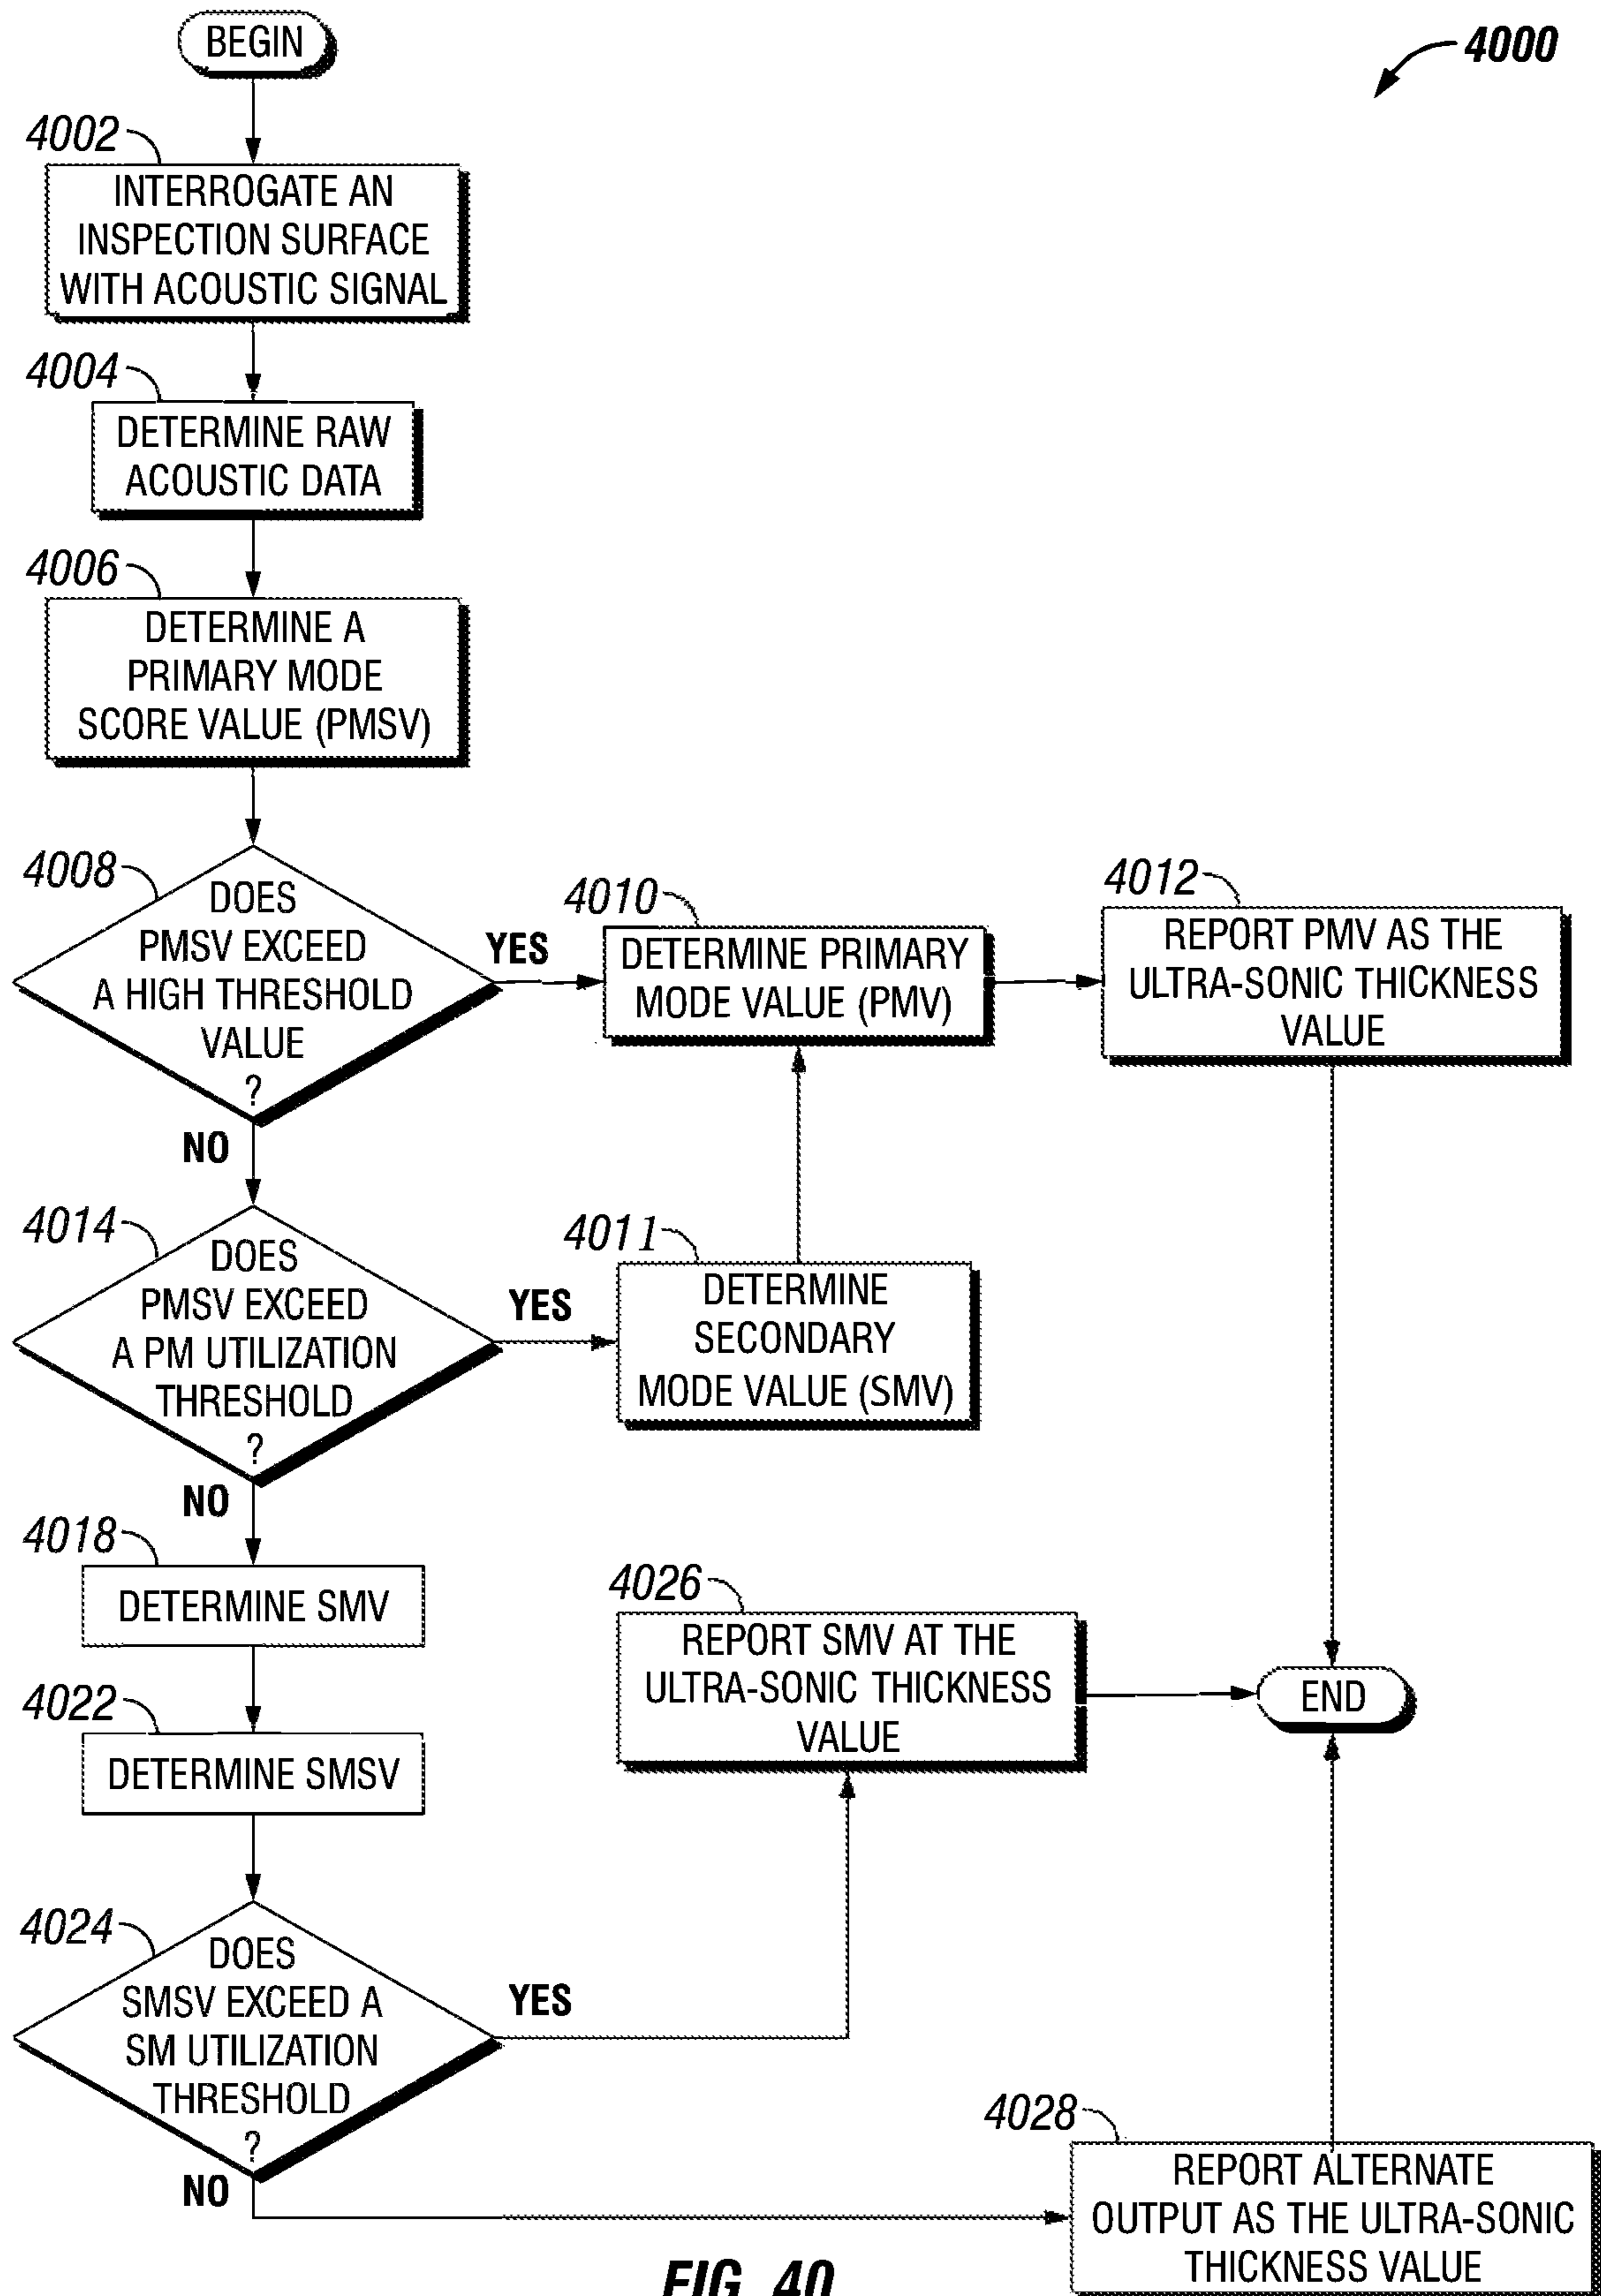 BEGIN
4000
4002
INTERROGATE AN
INSPECTION SURFACE
WITH ACOUSTIC SIGNAL
4004
DETERMINE RAW
ACOUSTIC DATA
4006
DETERMINE A
PRIMARY MODE
SCORE VALUE (PMSV)
4008
DOES
PMSV EXCEED
A HIGH THRESHOLD
VALUE
?
YES
NO
4010
DETERMINE PRIMARY
MODE VALUE (PMV)
4012
REPORT PMV AS THE
ULTRA-SONIC THICKNESS
VALUE
4014
DOES
PMSV EXCEED
A PM UTILIZATION
THRESHOLD
?
YES
NO
4011
DETERMINE
SECONDARY
MODE VALUE (SMV)
4018
DETERMINE SMV
4022
DETERMINE SMSV
4026
REPORT SMV AT THE
ULTRA-SONIC THICKNESS
VALUE
END
4024
DOES
SMSV EXCEED A
SM UTILIZATION
THRESHOLD
?
YES
NO
4028
REPORT ALTERNATE
OUTPUT AS THE ULTRA-SONIC
THICKNESS VALUE
FIG. 40